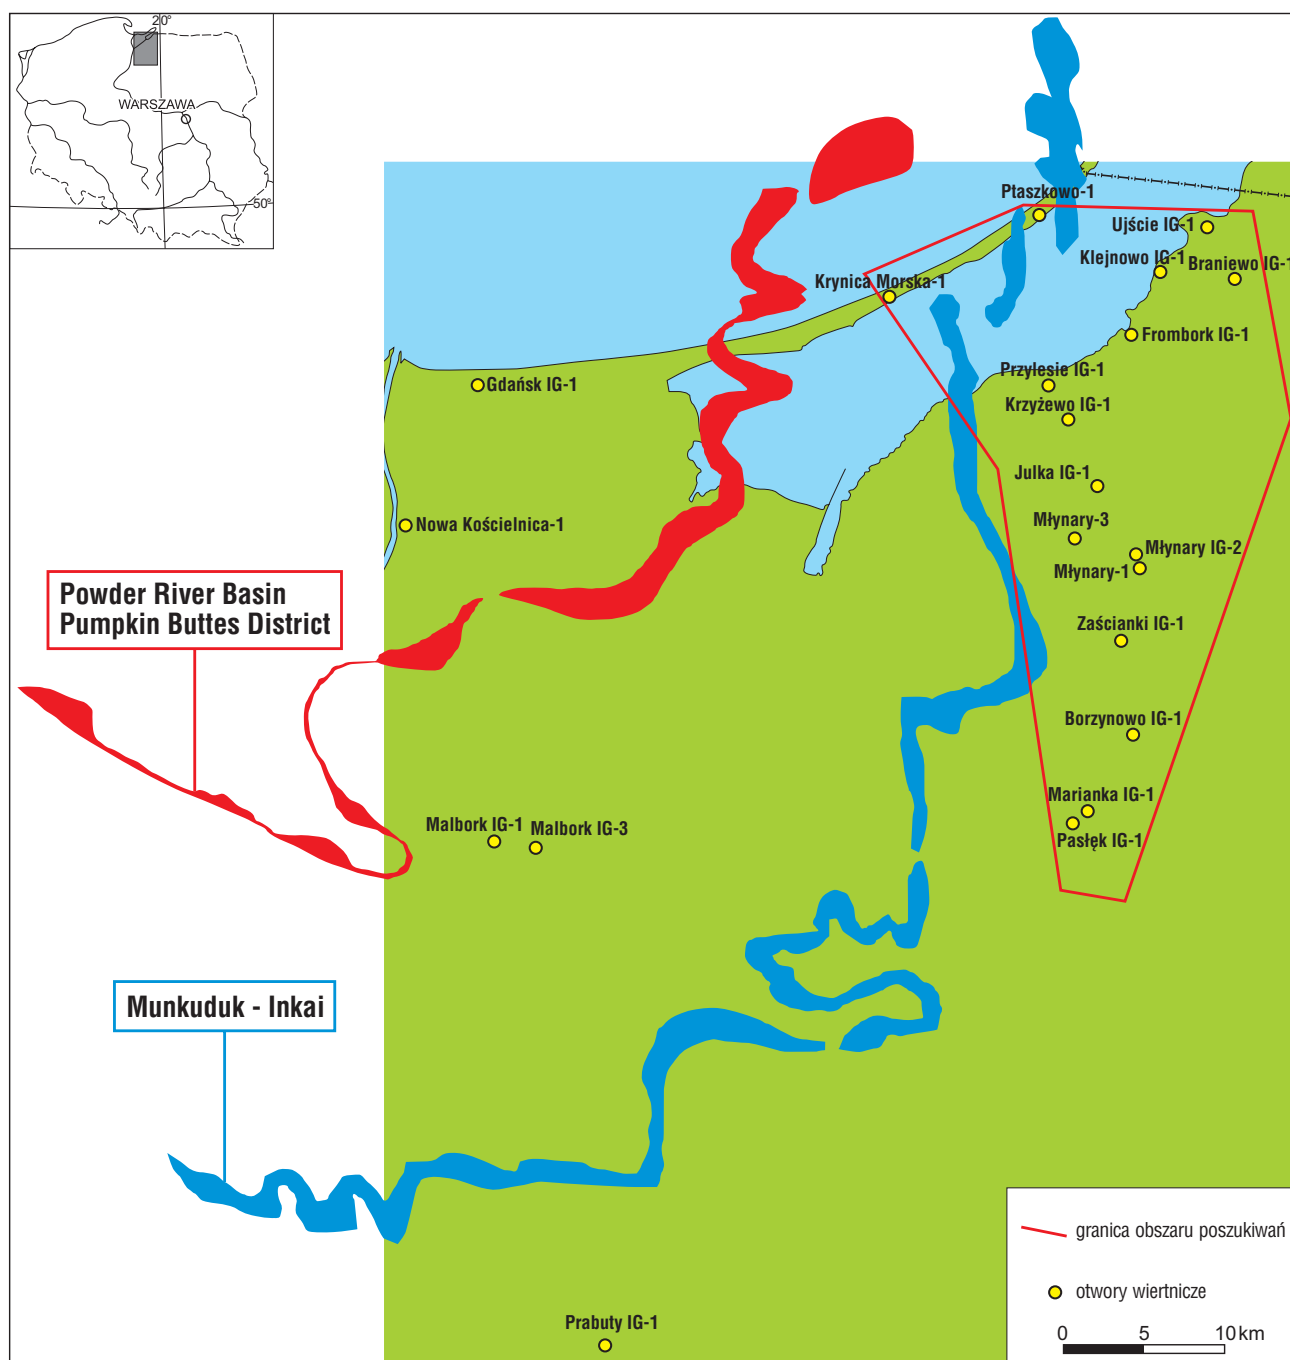 20°
WARSZAWA
50°
Ptaszkowo-1
Ujście IG-1
Klejnowo IG-1
Braniewo IG-1
Krynica Morska-1
Frombork IG-1
Gdańsk IG-1
Przylesie IG-1
Krzyżewo IG-1
Julka IG-1
Nowa Kościelnica-1
Młynary-3
Młynary IG-2
Młynary-1
Powder River Basin
Pumpkin Buttes District
Zaścianki IG-1
Borzynowo IG-1
Marianka IG-1
Malbork IG-1
Malbork IG-3
Pasłęk IG-1
Munkuduk - Inkai
granica obszaru poszukiwań
otwory wiertnicze
Prabuty IG-1
0 5 10 km